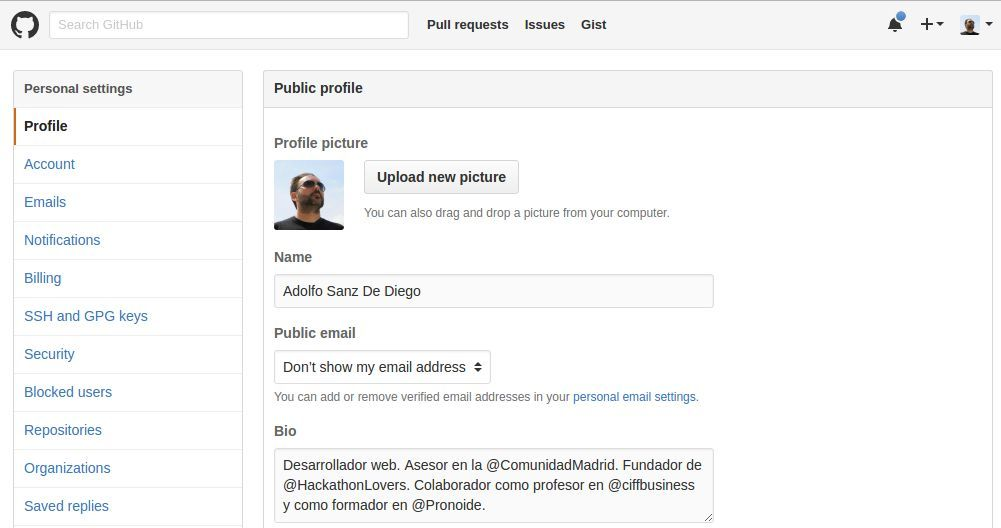 Search GitHub
Pull requests
Issues
Gist
Personal settings
Profile
Account
Emails
Notifications
Billing
SSH and GPG keys
Security
Blocked users
Repositories
Organizations
Saved replies
Public profile
Profile picture
Upload new picture
You can also drag and drop a picture from your computer.
Name
Adolfo Sanz De Diego
Public email
Don’t show my email address
You can add or remove verified email addresses in your personal email settings.
Bio
Desarrollador web. Asesor en la @ComunidadMadrid. Fundador de
@HackathonLovers. Colaborador como profesor en @ciffbusiness
y como formador en @Pronoide.